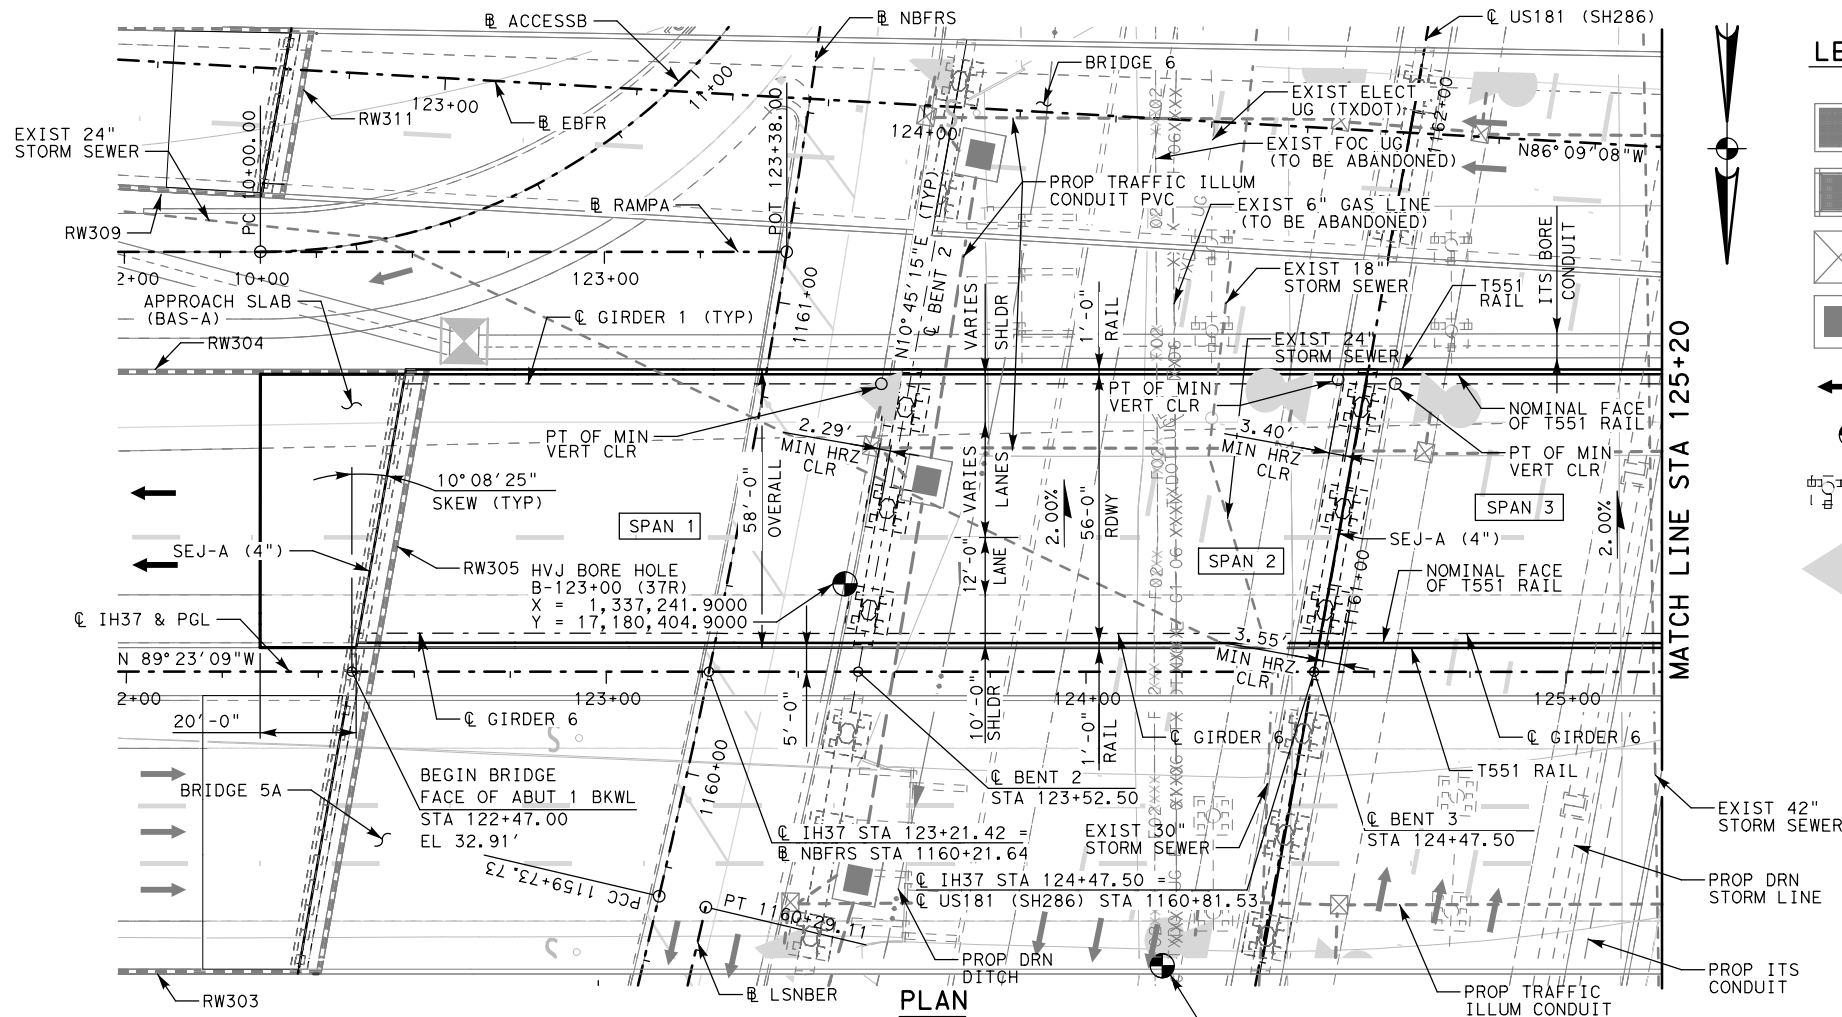 ℄ US181 (SH286)
B ACCESSB
B NBFRS
LE
BRIDGE 6
11+00
123+00
RW311
B EBFR
PC 10+00.00
POT 123+38.00
124+00
1162+00
EXIST ELECT
UG (TXDOT)
EXIST FOC UG
(TO BE ABANDONED)
N86°09'08"W
EXIST 24"
STORM SEWER
PROP TRAFFIC ILLUM
CONDUIT PVC
EXIST 6" GAS LINE
(TO BE ABANDONED)
B RAMPA
RW309
2+00
10+00
123+00
1161+00
N10°45'15"E (TYP)
℄ BENT 2
EXIST 18"
STORM SEWER
T551
RAIL
ITS BORE
CONDUIT
APPROACH SLAB
(BAS-A)
℄ GIRDER 1 (TYP)
VARIES
SHLDR
1'-0"
RAIL
RW304
EXIST 24"
STORM SEWER
MATCH LINE STA 125+20
PT OF MIN
VERT CLR
NOMINAL FACE
OF T551 RAIL
PT OF MIN
VERT CLR
2.29'
MIN HRZ
CLR
3.40'
MIN HRZ
CLR
PT OF MIN
VERT CLR
10°08'25"
SKEW (TYP)
58'-0"
OVERALL
VARIES
LANES
2.00%
56-0"
RDWY
SPAN 1
SPAN 3
2.00%
SEJ-A (4")
SEJ-A (4")
SPAN 2
RW305
HVJ BORE HOLE
B-123+00 (37R)
X = 1,337,241.9000
Y = 17,180,404.9000
12'-0"
LANE
1161+00
NOMINAL FACE
OF T551 RAIL
℄ IH37 & PGL
3.55'
MIN HRZ
CLR
N 89°23'09"W
2+00
123+00
124+00
125+00
20'-0"
℄ GIRDER 6
5'-0"
10'-0"
SHLDR
1'-0"
RAIL
℄ GIRDER 6
℄ GIRDER 6
1160+00
BRIDGE 5A
BEGIN BRIDGE
FACE OF ABUT 1 BKWL
STA 122+47.00
EL 32.91'
℄ BENT 2
STA 123+52.50
T551 RAIL
EXIST 42"
STORM SEWER
℄ IH37 STA 123+21.42 =
B NBFRS STA 1160+21.64
EXIST 30"
STORM SEWER
℄ BENT 3
STA 124+47.50
PCC 1159+73.73
℄ IH37 STA 124+47.50 =
℄ US181 (SH286) STA 1160+81.53
PT 1160+29.11
PROP DRN
STORM LINE
PROP DRN
DITCH
PROP ITS
CONDUIT
RW303
B LSNBER
PLAN
PROP TRAFFIC
ILLUM CONDUIT